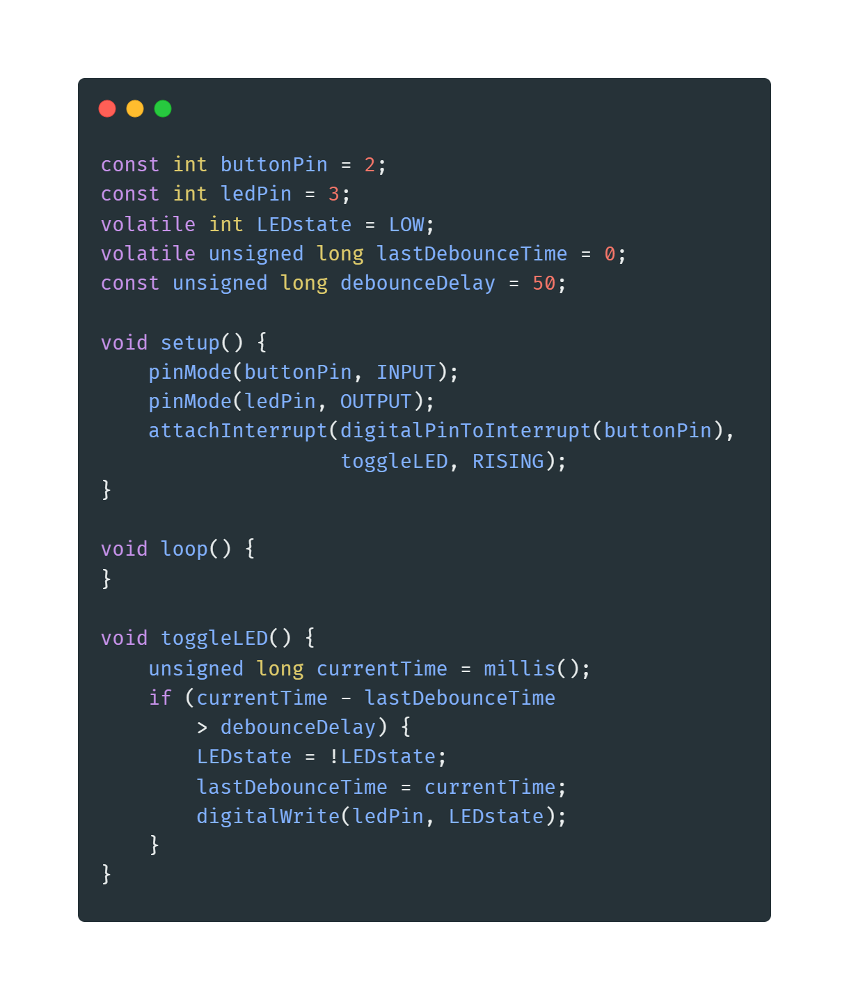 const int buttonPin = 2;
const int ledPin = 3;
volatile int LEDstate = LOW;
volatile unsigned long lastDebounceTime = 0;
const unsigned long debounceDelay = 50;

void setup() {
    pinMode(buttonPin, INPUT);
    pinMode(ledPin, OUTPUT);
    attachInterrupt(digitalPinToInterrupt(buttonPin),
                    toggleLED, RISING);
}

void loop() {
}

void toggleLED() {
    unsigned long currentTime = millis();
    if (currentTime - lastDebounceTime
        > debounceDelay) {
        LEDstate = !LEDstate;
        lastDebounceTime = currentTime;
        digitalWrite(ledPin, LEDstate);
    }
}